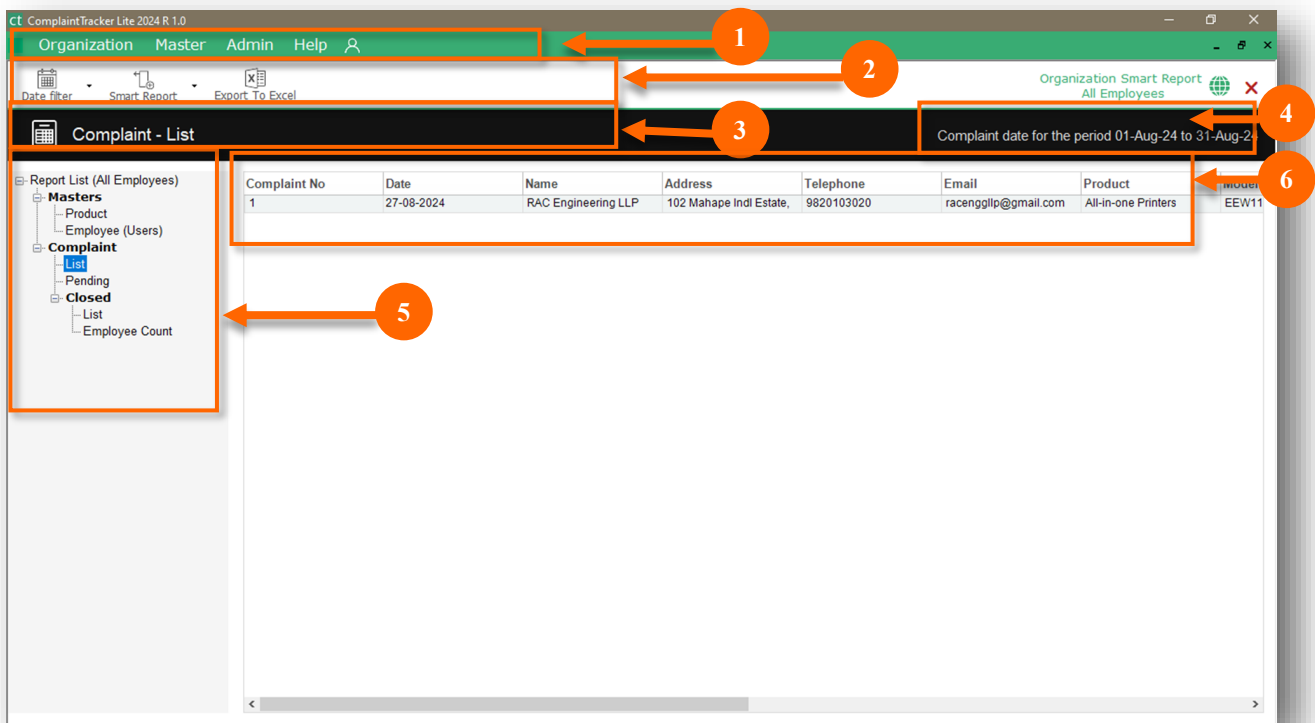 ct ComplaintTracker Lite 2024 R 1.0
Organization Master Admin Help
1
2
Date filter Smart Report Export To Excel
Organization Smart Report
All Employees
3
4
Complaint - List
Complaint date for the period 01-Aug-24 to 31-Aug-24
6
Report List (All Employees)
Masters
Product
Employee (Users)
Complaint
List
Pending
Closed
List
Employee Count
5
Complaint No Date Name Address Telephone Email Product Model
1 27-08-2024 RAC Engineering LLP 102 Mahape Indl Estate, 9820103020 racenggllp@gmail.com All-in-one Printers EEW11